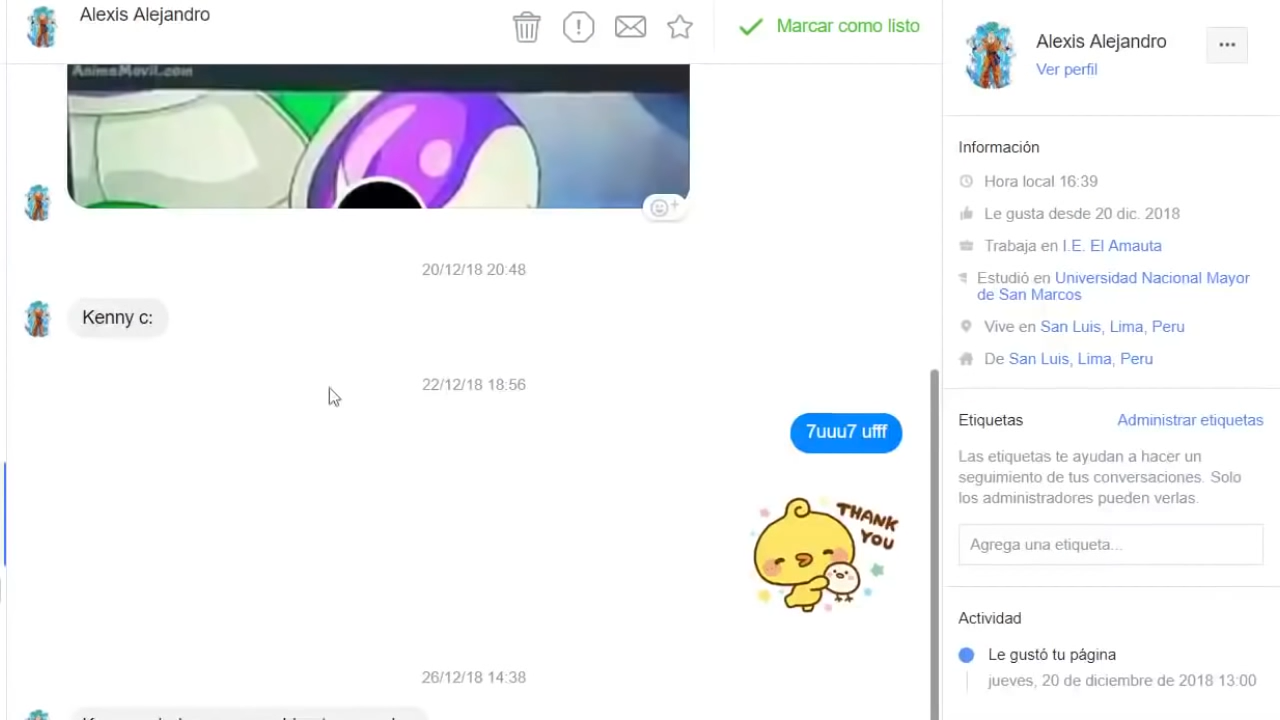 Alexis Alejandro
Marcar como listo
AnimeMovil.com
20/12/18 20:48
Kenny c:
22/12/18 18:56
7uuu7 ufff
THANK
YOU
26/12/18 14:38
Alexis Alejandro
Ver perfil
Información
Hora local 16:39
Le gusta desde 20 dic. 2018
Trabaja en I.E. El Amauta
Estudió en Universidad Nacional Mayor
de San Marcos
Vive en San Luis, Lima, Peru
De San Luis, Lima, Peru
Etiquetas
Administrar etiquetas
Las etiquetas te ayudan a hacer un
seguimiento de tus conversaciones. Solo
los administradores pueden verlas.
Agrega una etiqueta...
Actividad
Le gustó tu página
jueves, 20 de diciembre de 2018 13:00